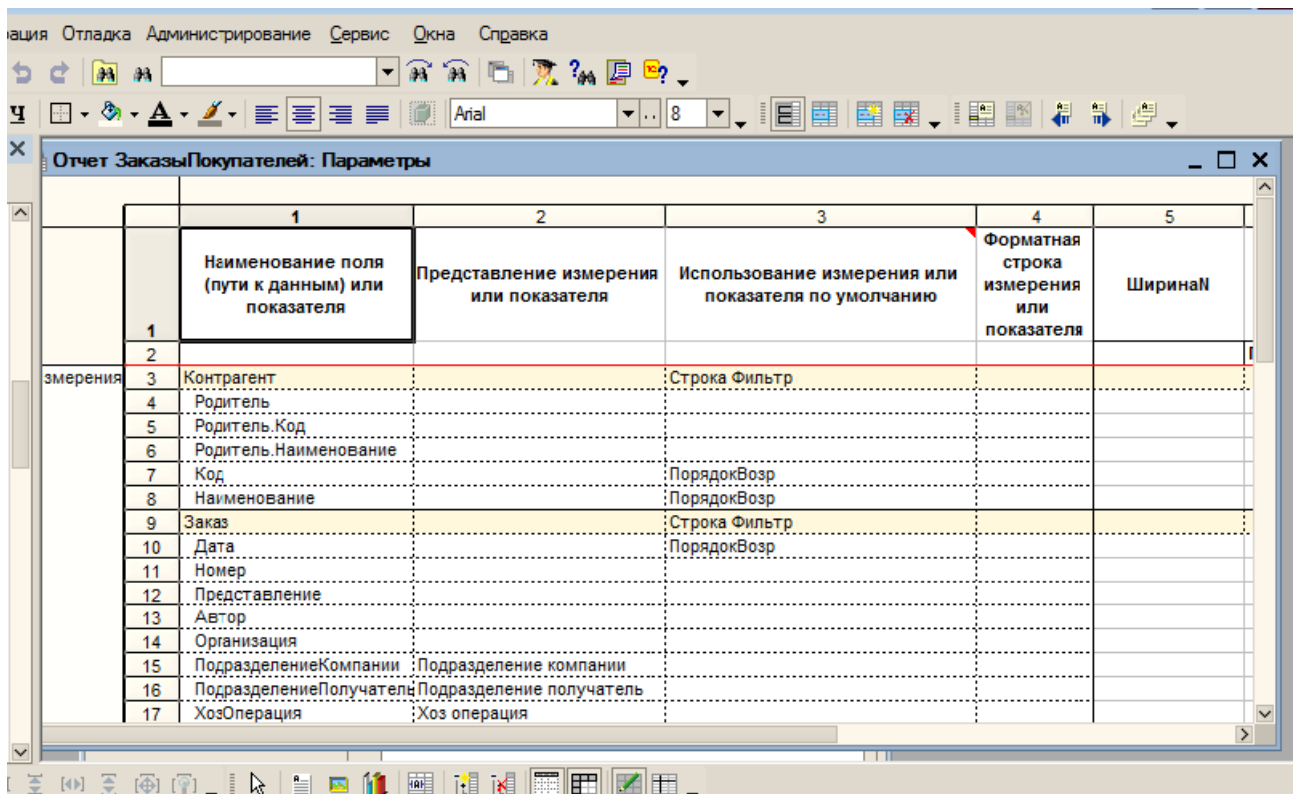 рация Отладка Администрирование Сервис Окна Справка
Ч Arial 8
Отчет ЗаказыПокупателей: Параметры
1 2 3 4 5
1 Наименование поля (пути к данным) или показателя Представление измерения или показателя Использование измерения или показателя по умолчанию Форматная строка измерения или показателя ШиринаN
2
змерения 3 Контрагент Строка Фильтр
4 Родитель
5 Родитель.Код
6 Родитель.Наименование
7 Код ПорядокВозр
8 Наименование ПорядокВозр
9 Заказ Строка Фильтр
10 Дата ПорядокВозр
11 Номер
12 Представление
13 Автор
14 Организация
15 ПодразделениеКомпании Подразделение компании
16 ПодразделениеПолучатель Подразделение получатель
17 ХозОперация Хоз операция